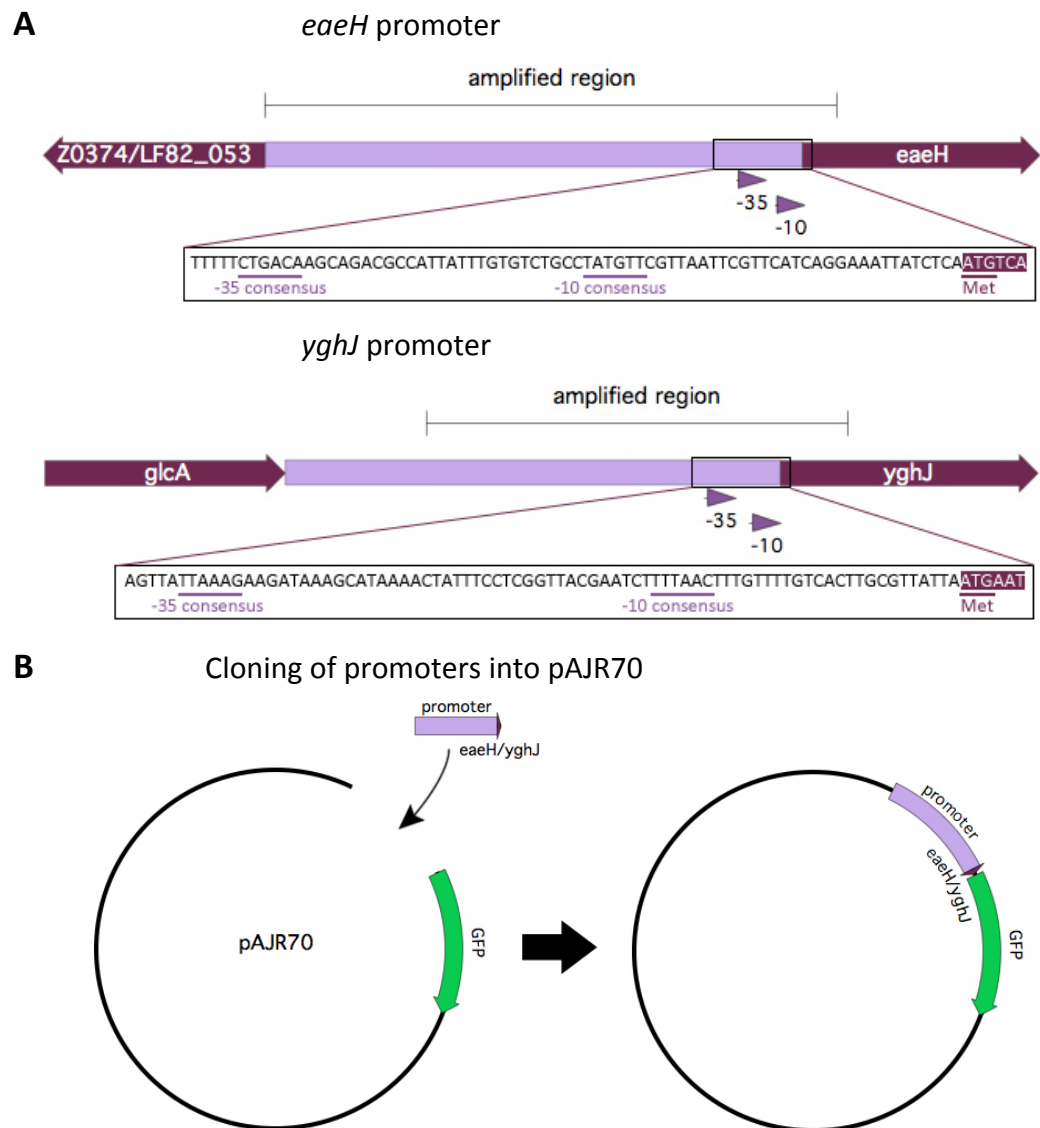 A
eaeH promoter
amplified region
Z0374/LF82_053
eaeH
-35
-10
TTTTTCTGACAAGCAGACGCCATTATTTGTGTCTGCCTATGTTCGTTAATTCGTTCATCAGGAAATTATCTCAATGTCA
-35 consensus
-10 consensus
Met
yghJ promoter
amplified region
glcA
yghJ
-35
-10
AGTTATTAAAGAAGATAAAGCATAAAACTATTTCCTCGGTTACGAATCTTTTAACTTTGTTTTGTCACTTGCGTTATTAATGAAT
-35 consensus
-10 consensus
Met
B
Cloning of promoters into pAJR70
promoter
eaeH/yghJ
pAJR70
GFP
promoter
eaeH/yghJ
GFP